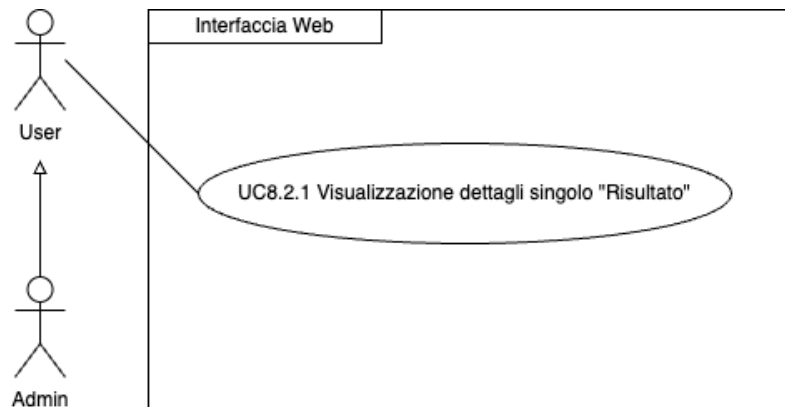 Interfaccia Web
User
UC8.2.1 Visualizzazione dettagli singolo "Risultato"
Admin